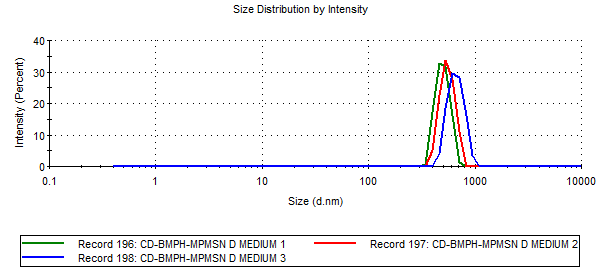 Size Distribution by Intensity
Intensity (Percent)
40
30
20
10
0
0.1 1 10 100 1000 10000
Size (d.nm)
Record 196: CD-BMPH-MPMSN D MEDIUM 1 Record 197: CD-BMPH-MPMSN D MEDIUM 2
Record 198: CD-BMPH-MPMSN D MEDIUM 3